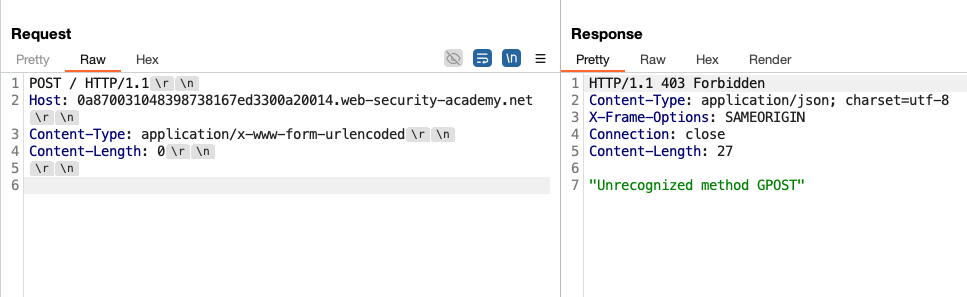 Request
Pretty Raw Hex \n
1 POST / HTTP/1.1 \r \n
2 Host: 0a870031048398738167ed3300a20014.web-security-academy.net
\r \n
3 Content-Type: application/x-www-form-urlencoded \r \n
4 Content-Length: 0 \r \n
5 \r \n
6
Response
Pretty Raw Hex Render
1 HTTP/1.1 403 Forbidden
2 Content-Type: application/json; charset=utf-8
3 X-Frame-Options: SAMEORIGIN
4 Connection: close
5 Content-Length: 27
6
7 "Unrecognized method GPOST"